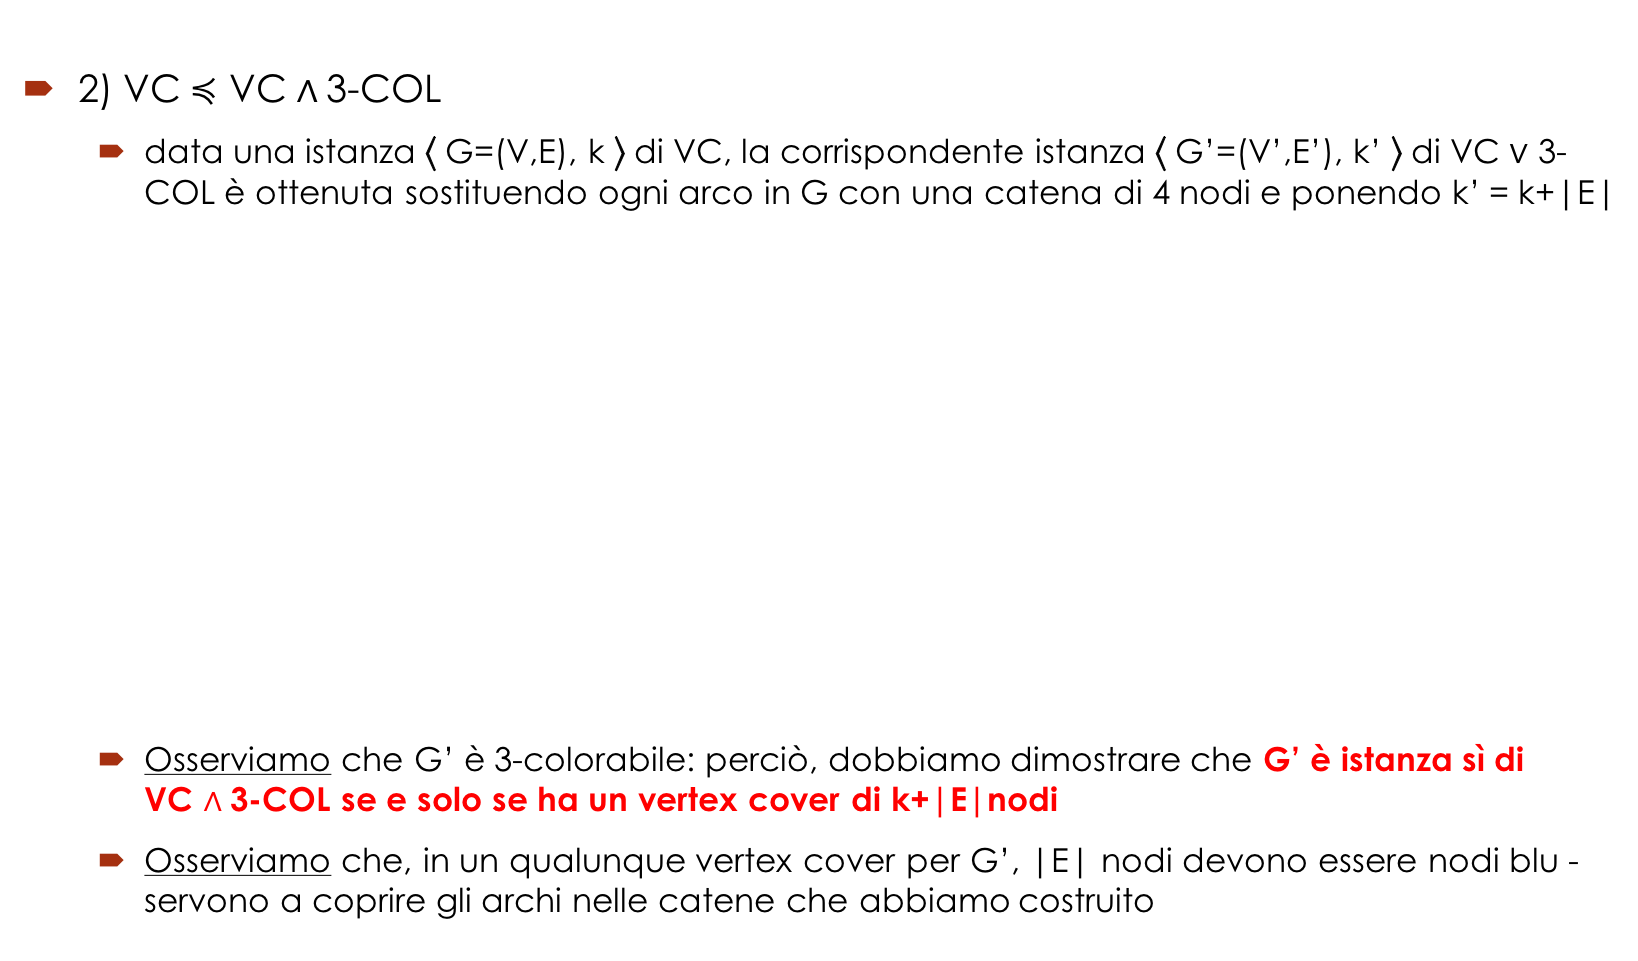 2) VC ≼ VC ∧ 3-COL
data una istanza ⟨ G=(V,E), k ⟩ di VC, la corrispondente istanza ⟨ G’=(V’,E’), k’ ⟩ di VC ∨ 3-
COL è ottenuta sostituendo ogni arco in G con una catena di 4 nodi e ponendo k’ = k+|E|
Osserviamo che G’ è 3-colorabile: perciò, dobbiamo dimostrare che G’ è istanza sì di
VC ∧ 3-COL se e solo se ha un vertex cover di k+|E|nodi
Osserviamo che, in un qualunque vertex cover per G’, |E| nodi devono essere nodi blu -
servono a coprire gli archi nelle catene che abbiamo costruito